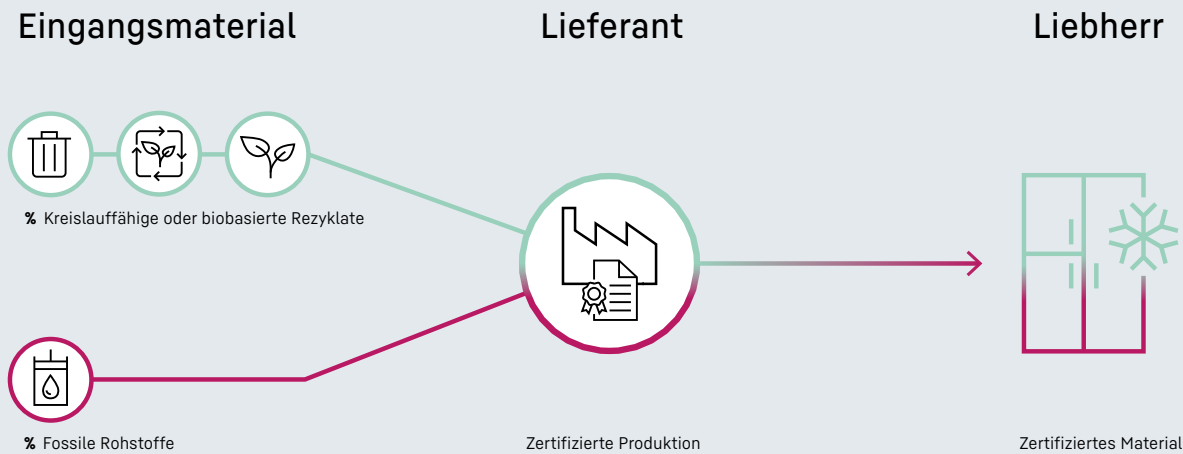 Eingangsmaterial
Lieferant
Liebherr
% Kreislauffähige oder biobasierte Rezyklate
% Fossile Rohstoffe
Zertifizierte Produktion
Zertifiziertes Material